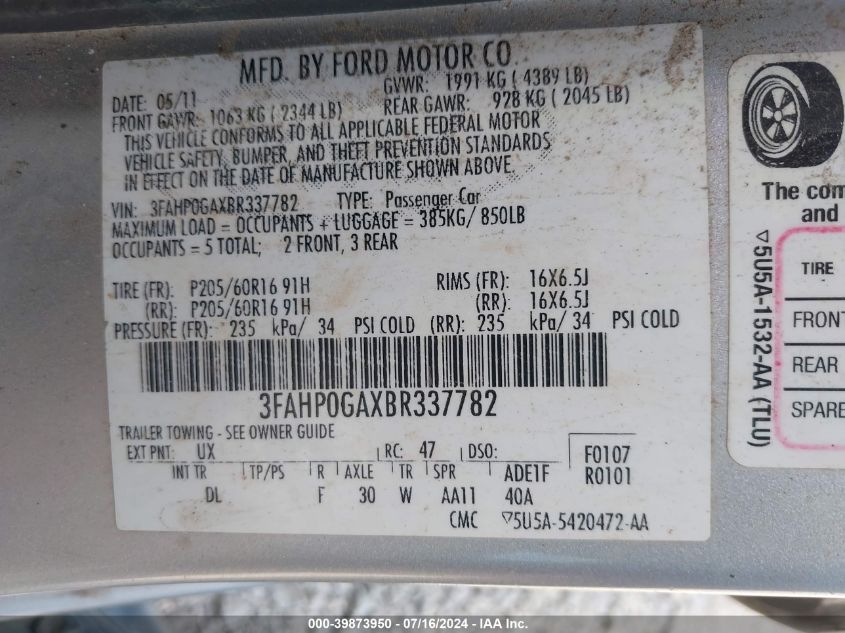 MFD. BY FORD MOTOR CO
DATE: 05/11 GVWR: 1991 KG ( 4389 LB)
FRONT GAWR: 1063 KG ( 2344 LB) REAR GAWR: 928 KG ( 2045 LB)
THIS VEHICLE CONFORMS TO ALL APPLICABLE FEDERAL MOTOR
VEHICLE SAFETY, BUMPER, AND THEFT PREVENTION STANDARDS
IN EFFECT ON THE DATE OF MANUFACTURE SHOWN ABOVE.
VIN: 3FAHP0GAXBR337782 TYPE: Passenger Car
MAXIMUM LOAD = OCCUPANTS + LUGGAGE = 385KG/ 850LB
OCCUPANTS = 5 TOTAL; 2 FRONT, 3 REAR
TIRE (FR): P205/60R16 91H RIMS (FR): 16X6.5J
(RR): P205/60R16 91H (RR): 16X6.5J
PRESSURE (FR): 235 kPa/ 34 PSI COLD (RR): 235 kPa/ 34 PSI COLD
3FAHP0GAXBR337782
TRAILER TOWING - SEE OWNER GUIDE
EXT PNT: UX RC: 47 DSO: F0107
INT TR TP/PS R AXLE TR SPR ADE1F R0101
DL F 30 W AA11 40A
CMC ▽5U5A-5420472-AA
The com
and
▽5U5A-1532-AA (TLU)
TIRE
FRONT
REAR
SPARE
000-39873950 - 07/16/2024 - IAA Inc.